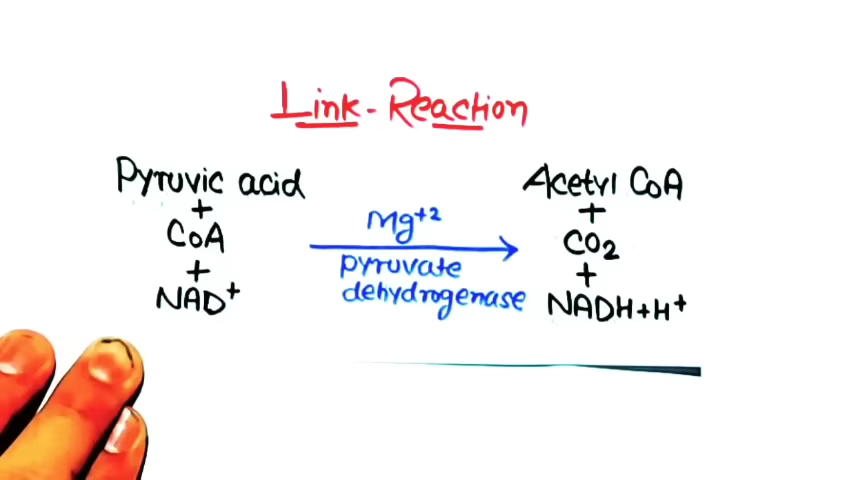 Link-Reaction
Pyruvic acid
+
CoA
+
NAD+
Mg+2
pyruvate
dehydrogenase
Acetyl CoA
+
CO2
+
NADH+H+